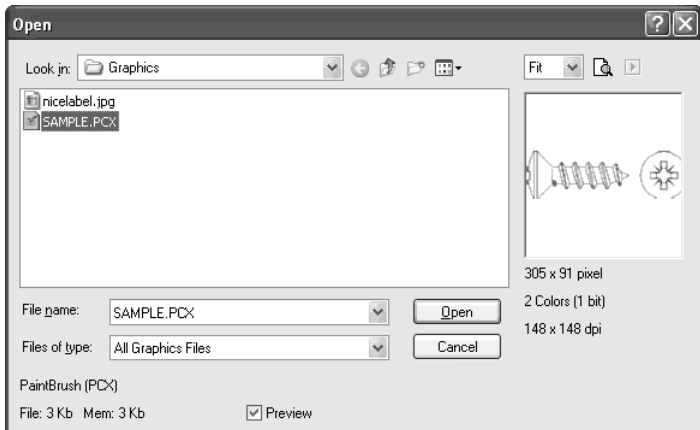 Open
Look in: Graphics
Fit
nicelabel.jpg
SAMPLE.PCX
305 x 91 pixel
2 Colors (1 bit)
148 x 148 dpi
File name: SAMPLE.PCX Open
Files of type: All Graphics Files Cancel
PaintBrush (PCX)
File: 3 Kb Mem: 3 Kb Preview